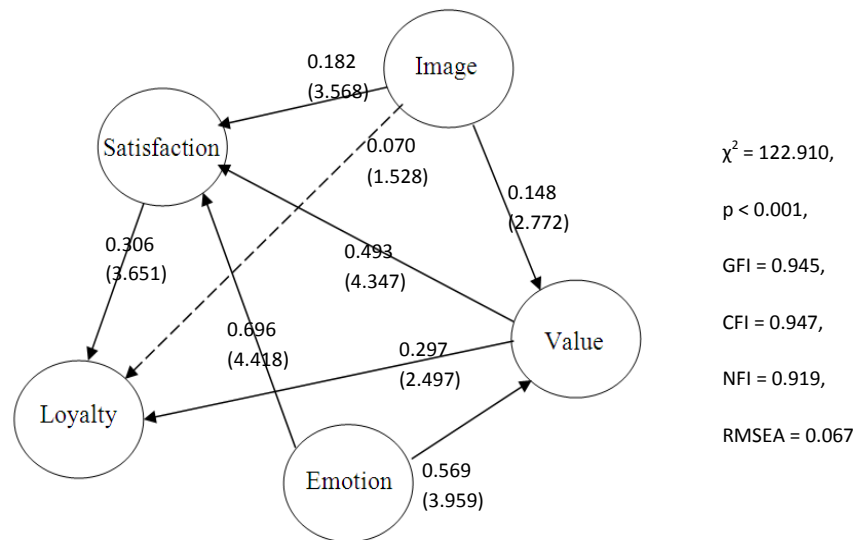 0.182
(3.568)
Image
Satisfaction
0.070
(1.528)
0.148
(2.772)
0.306
(3.651)
0.493
(4.347)
0.696
(4.418)
0.297
(2.497)
Value
Loyalty
Emotion
0.569
(3.959)
χ² = 122.910,
p < 0.001,
GFI = 0.945,
CFI = 0.947,
NFI = 0.919,
RMSEA = 0.067